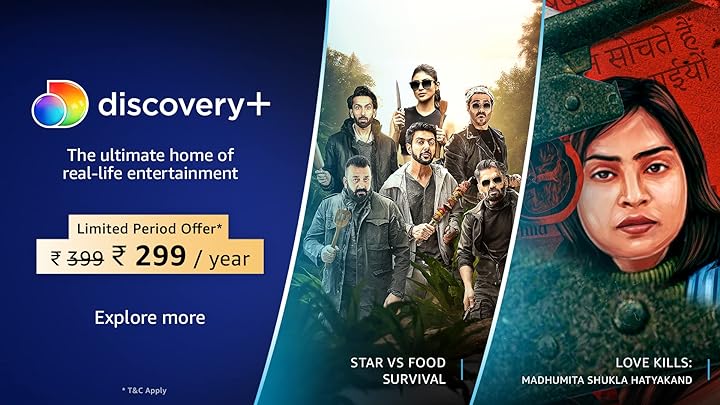 discovery+
The ultimate home of
real-life entertainment
Limited Period Offer*
₹ 399 ₹ 299 / year
Explore more
* T&C Apply
STAR VS FOOD
SURVIVAL
सोचते हैं
LOVE KILLS:
MADHUMITA SHUKLA HATYAKAND